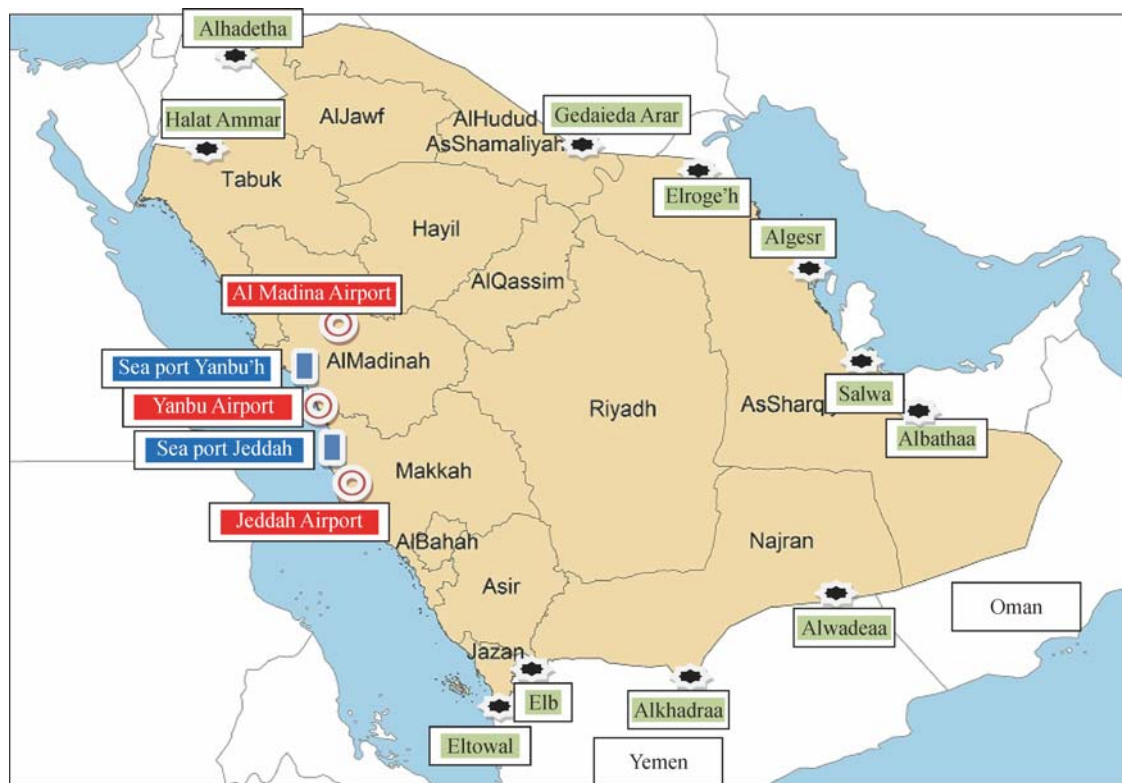 Alhadetha
Halat Ammar
AlJawf
AlHudud
AsShamaliyah
Gedaieda Arar
Tabuk
Elroge'h
Hayil
Algesr
AlQassim
Al Madina Airport
Sea port Yanbu'h
AlMadinah
Yanbu Airport
Riyadh
AsSharqiy
Salwa
Sea port Jeddah
Albathaa
Makkah
Jeddah Airport
AlBahah
Najran
Asir
Oman
Alwadeaa
Jazan
Elb
Alkhadraa
Eltowal
Yemen